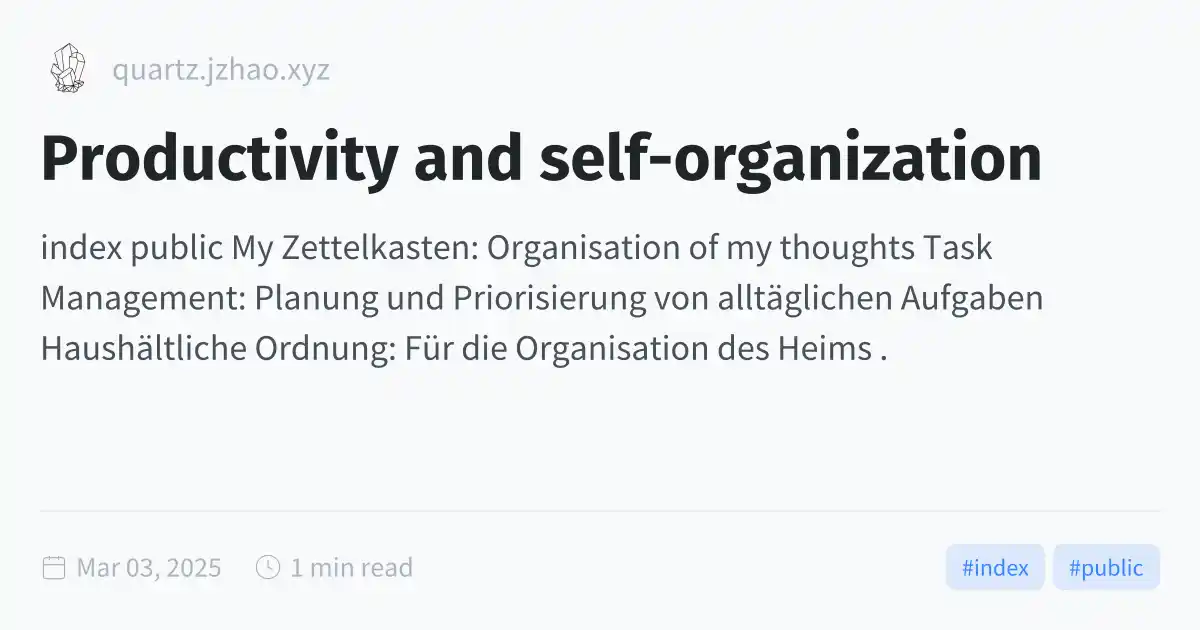 quartz.jzhao.xyz
Productivity and self-organization
index public My Zettelkasten: Organisation of my thoughts Task
Management: Planung und Priorisierung von alltäglichen Aufgaben
Haushältliche Ordnung: Für die Organisation des Heims .
Mar 03, 2025 1 min read #index #public